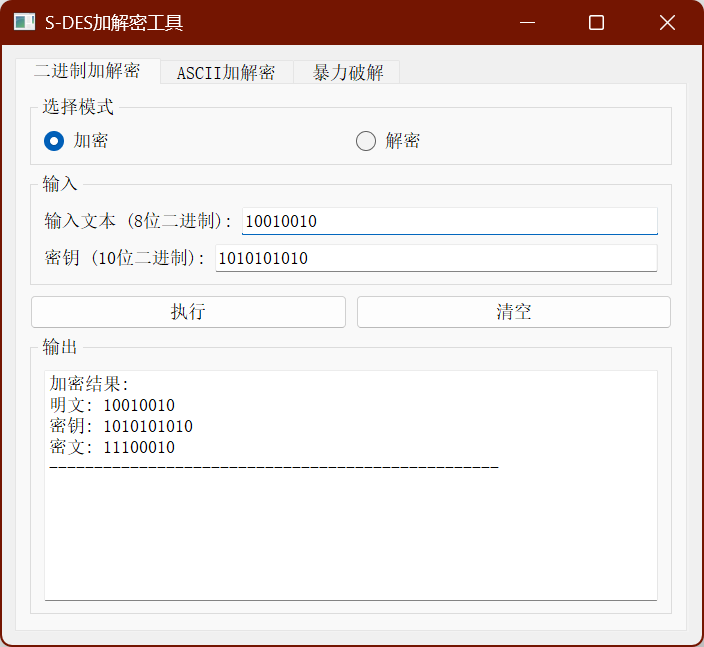 S-DES加解密工具
二进制加解密 ASCII加解密 暴力破解
选择模式
加密 解密
输入
输入文本 (8位二进制): 10010010
密钥 (10位二进制): 1010101010
执行 清空
输出
加密结果:
明文: 10010010
密钥: 1010101010
密文: 11100010
--------------------------------------------------